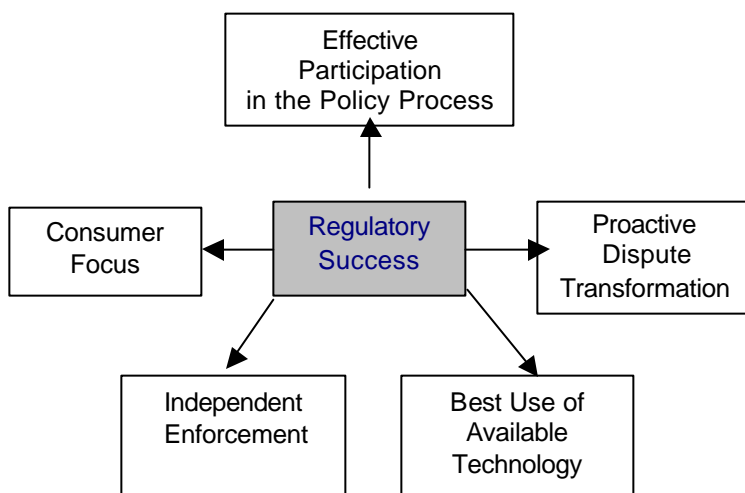 Effective
Participation
in the Policy Process
Consumer
Focus
Regulatory
Success
Proactive
Dispute
Transformation
Independent
Enforcement
Best Use of
Available
Technology